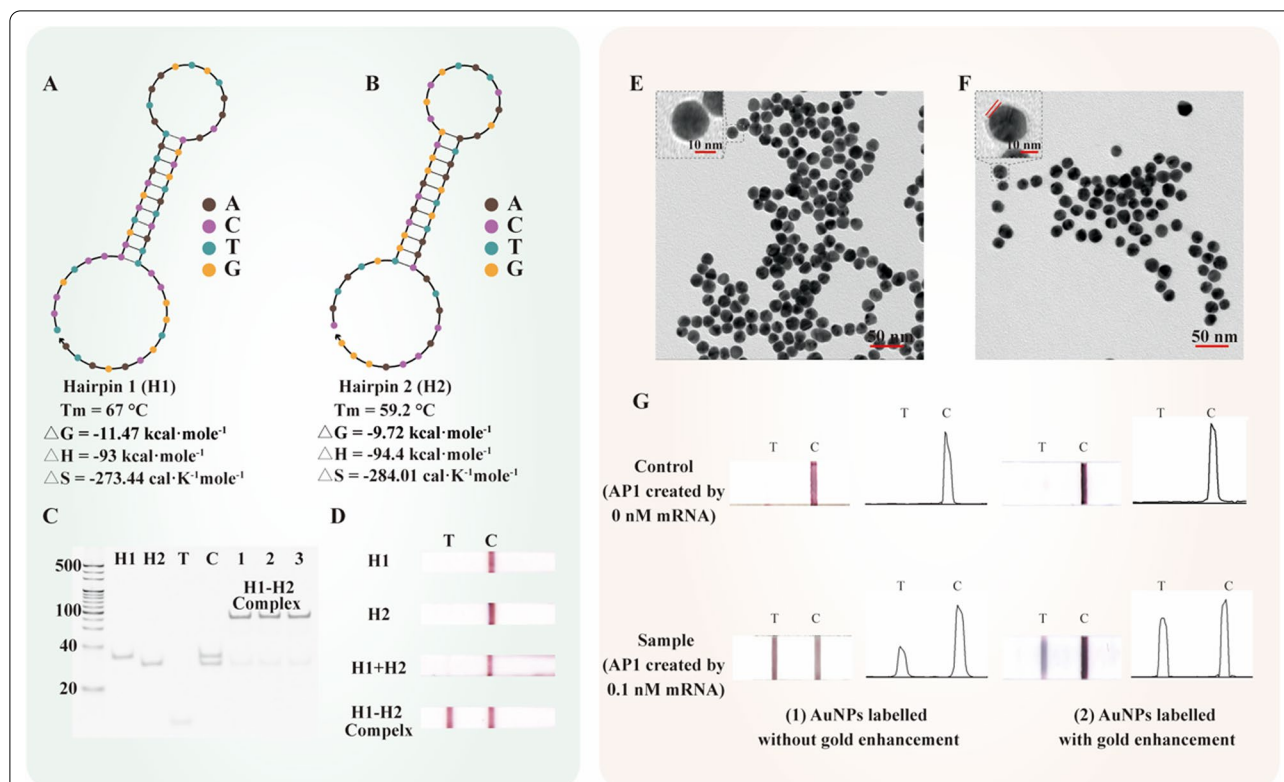 A
B
A
C
T
G
A
C
T
G
Hairpin 1 (H1)
Tm = 67 °C
△G = -11.47 kcal·mole⁻¹
△H = -93 kcal·mole⁻¹
△S = -273.44 cal·K⁻¹mole⁻¹
Hairpin 2 (H2)
Tm = 59.2 °C
△G = -9.72 kcal·mole⁻¹
△H = -94.4 kcal·mole⁻¹
△S = -284.01 cal·K⁻¹mole⁻¹
C
H1 H2 T C 1 2 3
H1-H2
Complex
500
100
40
20
D
T C
H1
H2
H1+H2
H1-H2
Compelx
E
10 nm
50 nm
F
10 nm
50 nm
G
T C
T C
T C
T C
Control
(AP1 created by
0 nM mRNA)
T C
T C
T C
T C
Sample
(AP1 created by
0.1 nM mRNA)
(1) AuNPs labelled
without gold enhancement
(2) AuNPs labelled
with gold enhancement